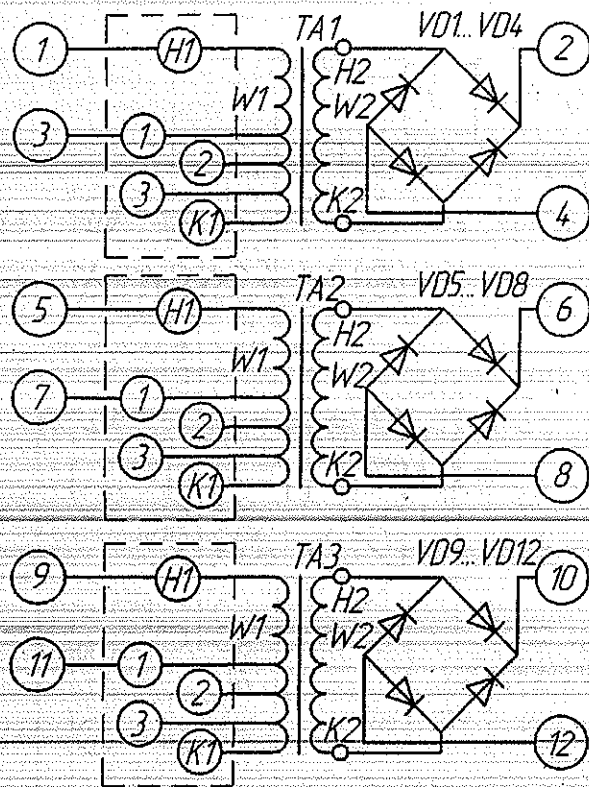 1 H1 TA1 VD1...VD4 2
H2
W1 W2
3 1
2
3 K1 K2 4
5 H1 TA2 VD5...VD8 6
H2
W1 W2
7 1
2
3 K1 K2 8
9 H1 TA3 VD9...VD12 10
H2
W1 W2
11 1
2
3 K1 K2 12